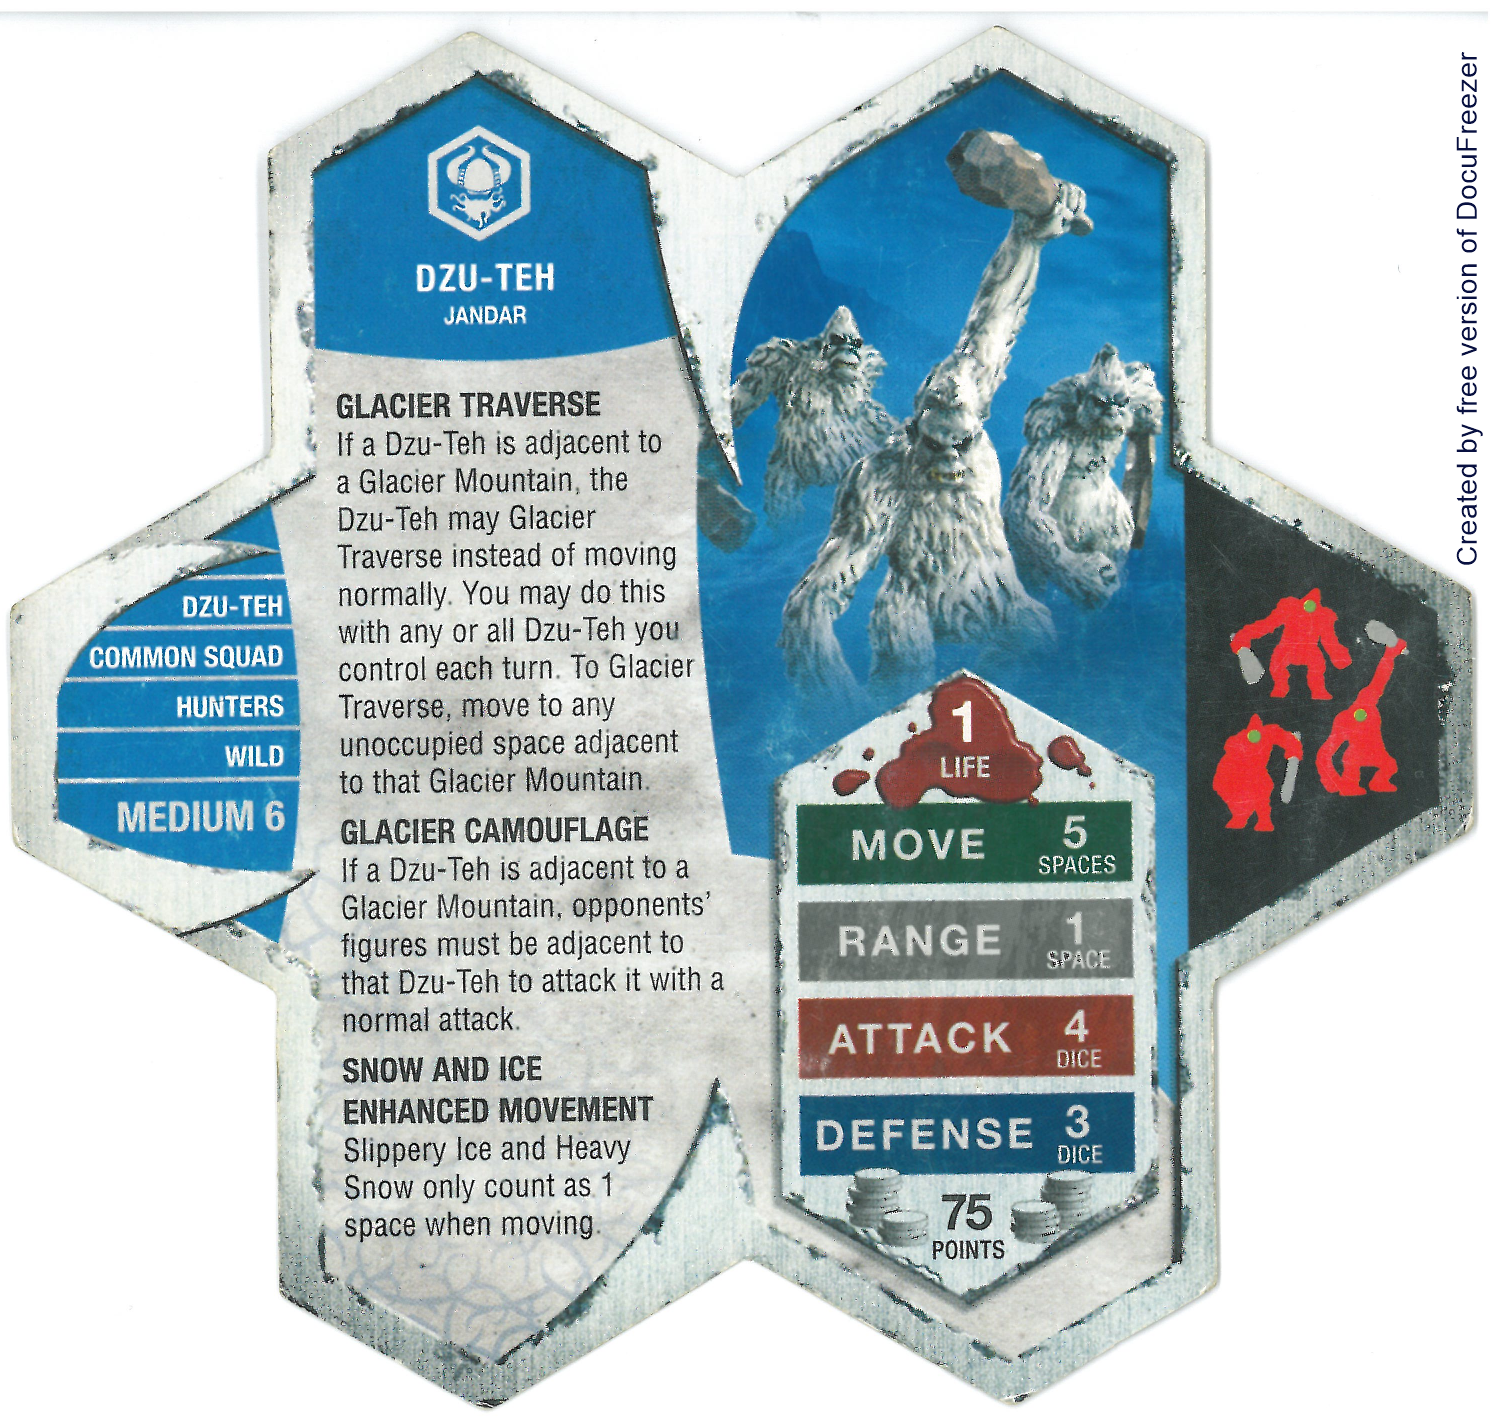 DZU-TEH
JANDAR
GLACIER TRAVERSE
If a Dzu-Teh is adjacent to
a Glacier Mountain, the
Dzu-Teh may Glacier
Traverse instead of moving
normally. You may do this
with any or all Dzu-Teh you
control each turn. To Glacier
Traverse, move to any
unoccupied space adjacent
to that Glacier Mountain.
GLACIER CAMOUFLAGE
If a Dzu-Teh is adjacent to a
Glacier Mountain, opponents'
figures must be adjacent to
that Dzu-Teh to attack it with a
normal attack.
SNOW AND ICE
ENHANCED MOVEMENT
Slippery Ice and Heavy
Snow only count as 1
space when moving.
DZU-TEH
COMMON SQUAD
HUNTERS
WILD
MEDIUM 6
1
LIFE
MOVE 5
SPACES
RANGE 1
SPACE
ATTACK 4
DICE
DEFENSE 3
DICE
75
POINTS
Created by free version of DocuFreezer